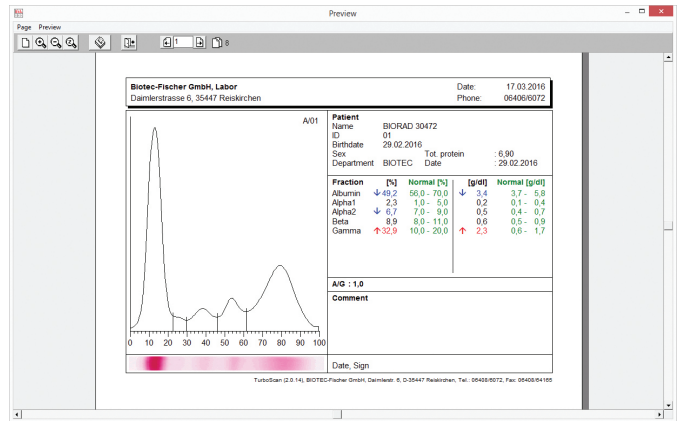 Preview
Page Preview
1 8
Biotec-Fischer GmbH, Labor Date: 17.03.2016
Daimlerstrasse 6, 35447 Reiskirchen Phone: 06406/6072
A/01
Patient
Name BIORAD 30472
ID 01
Birthdate 29.02.2016
Sex Tot. protein : 6,90
Department BIOTEC Date : 29.02.2016
Fraction [%] Normal [%] [g/dl] Normal [g/dl]
Albumin ↓ 49,2 56,0 - 70,0 ↓ 3,4 3,7 - 5,8
Alpha1 2,3 1,0 - 5,0 0,2 0,1 - 0,4
Alpha2 ↓ 6,7 7,0 - 9,0 0,5 0,4 - 0,7
Beta 8,9 8,0 - 11,0 0,6 0,5 - 0,9
Gamma ↑ 32,9 10,0 - 20,0 ↑ 2,3 0,6 - 1,7
A/G : 1,0
Comment
0 10 20 30 40 50 60 70 80 90 100
Date, Sign
TurboScan (2.0.14), BIOTEC-Fischer GmbH, Daimlerstr. 6, D-35447 Reiskirchen, Tel.: 06408/6072, Fax: 06408/64165